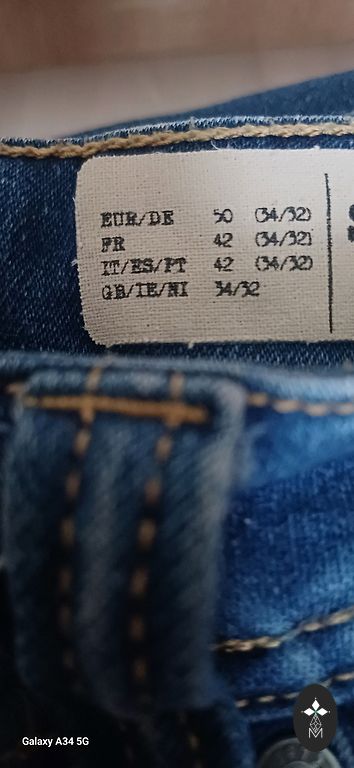 EUR/DE 50 (34/32)
FR 42 (34/32)
IT/ES/PT 42 (34/32)
GB/IE/NI 34/32
Galaxy A34 5G
M